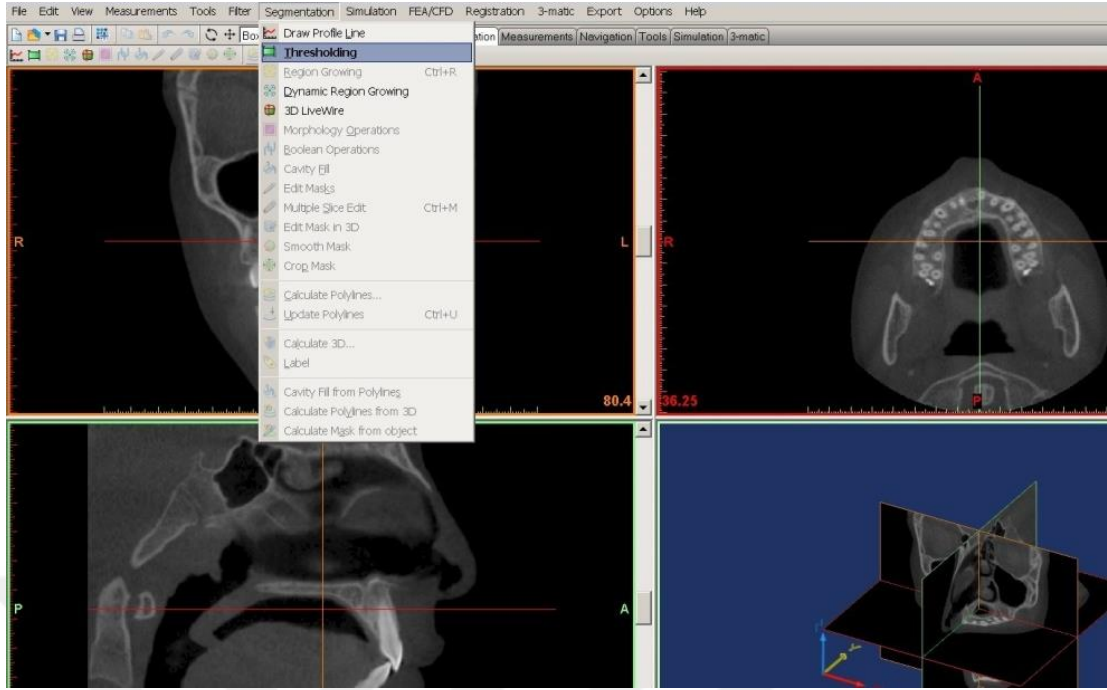 File Edit View Measurements Tools Filter Segmentation Simulation FEA/CFD Registration 3-matic Export Options Help
Measurements Navigation Tools Simulation 3-matic
Draw Profile Line
Thresholding
Region Growing Ctrl+R
Dynamic Region Growing
3D LiveWire
Morphology Operations
Boolean Operations
Cavity Fill
Edit Masks
Multiple Slice Edit Ctrl+M
Edit Mask in 3D
Smooth Mask
Crop Mask
Calculate Polylines...
Update Polylines Ctrl+U
Calculate 3D...
Label
Cavity Fill from Polylines
Calculate Polylines from 3D
Calculate Mask from object
R
L
80.4
A
R
P
36.25
P
A